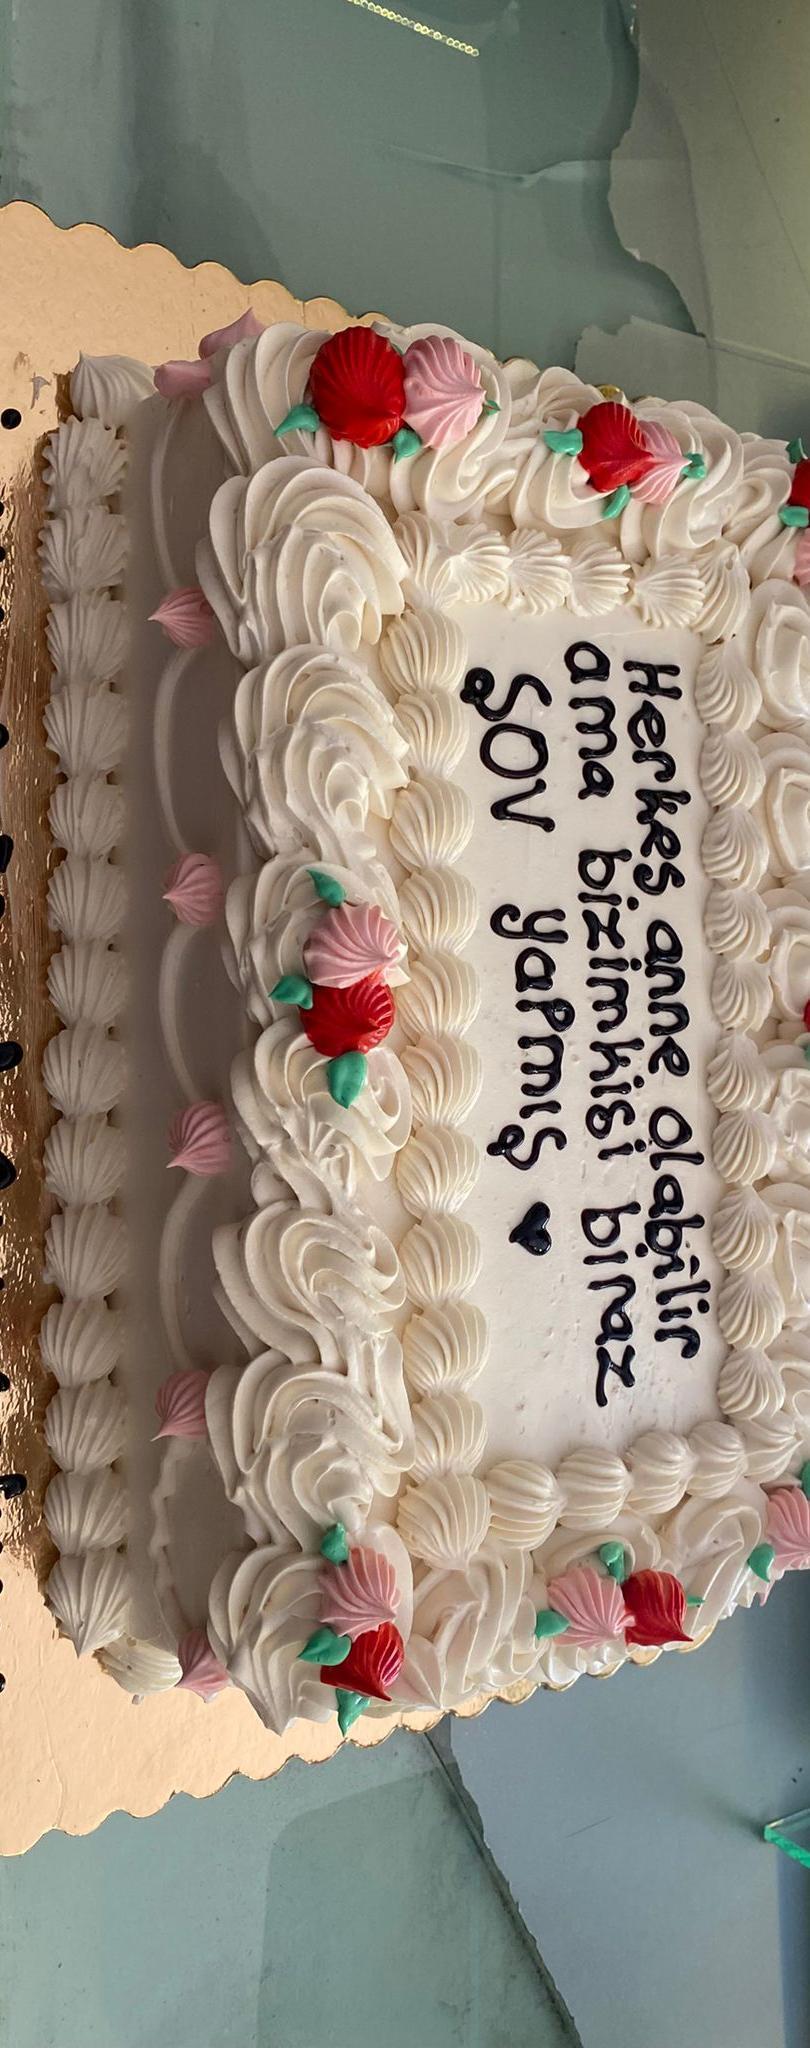 Herkes anne olabilir
ama bizimkisi biraz
ŞOV yapmış ♥